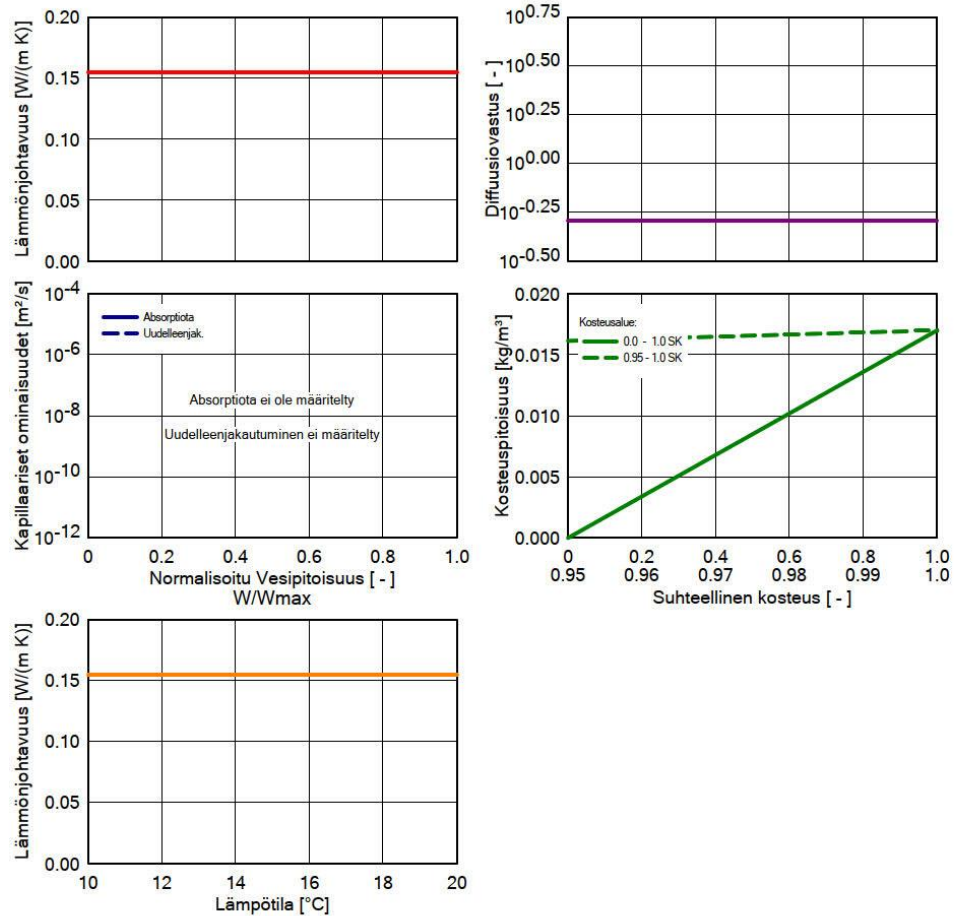 Lämmönjohtavuus [W/(m K)]
0.20
0.15
0.10
0.05
0.00
Diffuusiovastus [ - ]
10^0.75
10^0.50
10^0.25
10^0.00
10^-0.25
10^-0.50
Kapillaariset ominaisuudet [m²/s]
10^-4
10^-6
10^-8
10^-10
10^-12
Absorptiota
Uudelleenjak.
Absorptiota ei ole määritelty
Uudelleenjakautuminen ei määritelty
0 0.2 0.4 0.6 0.8 1.0
Normalisoitu Vesipitoisuus [ - ]
W/Wmax
Kosteuspitoisuus [kg/m³]
0.020
0.015
0.010
0.005
0.000
Kosteusalue:
0.0 - 1.0 SK
0.95 - 1.0 SK
0 0.2 0.4 0.6 0.8 1.0
0.95 0.96 0.97 0.98 0.99 1.0
Suhteellinen kosteus [ - ]
Lämmönjohtavuus [W/(m K)]
0.20
0.15
0.10
0.05
0.00
10 12 14 16 18 20
Lämpötila [°C]